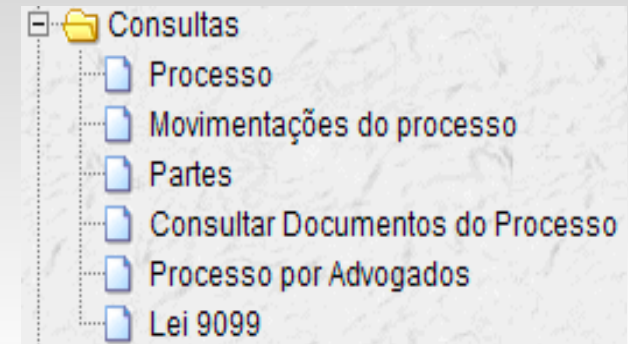 Consultas
Processo
Movimentações do processo
Partes
Consultar Documentos do Processo
Processo por Advogados
Lei 9099